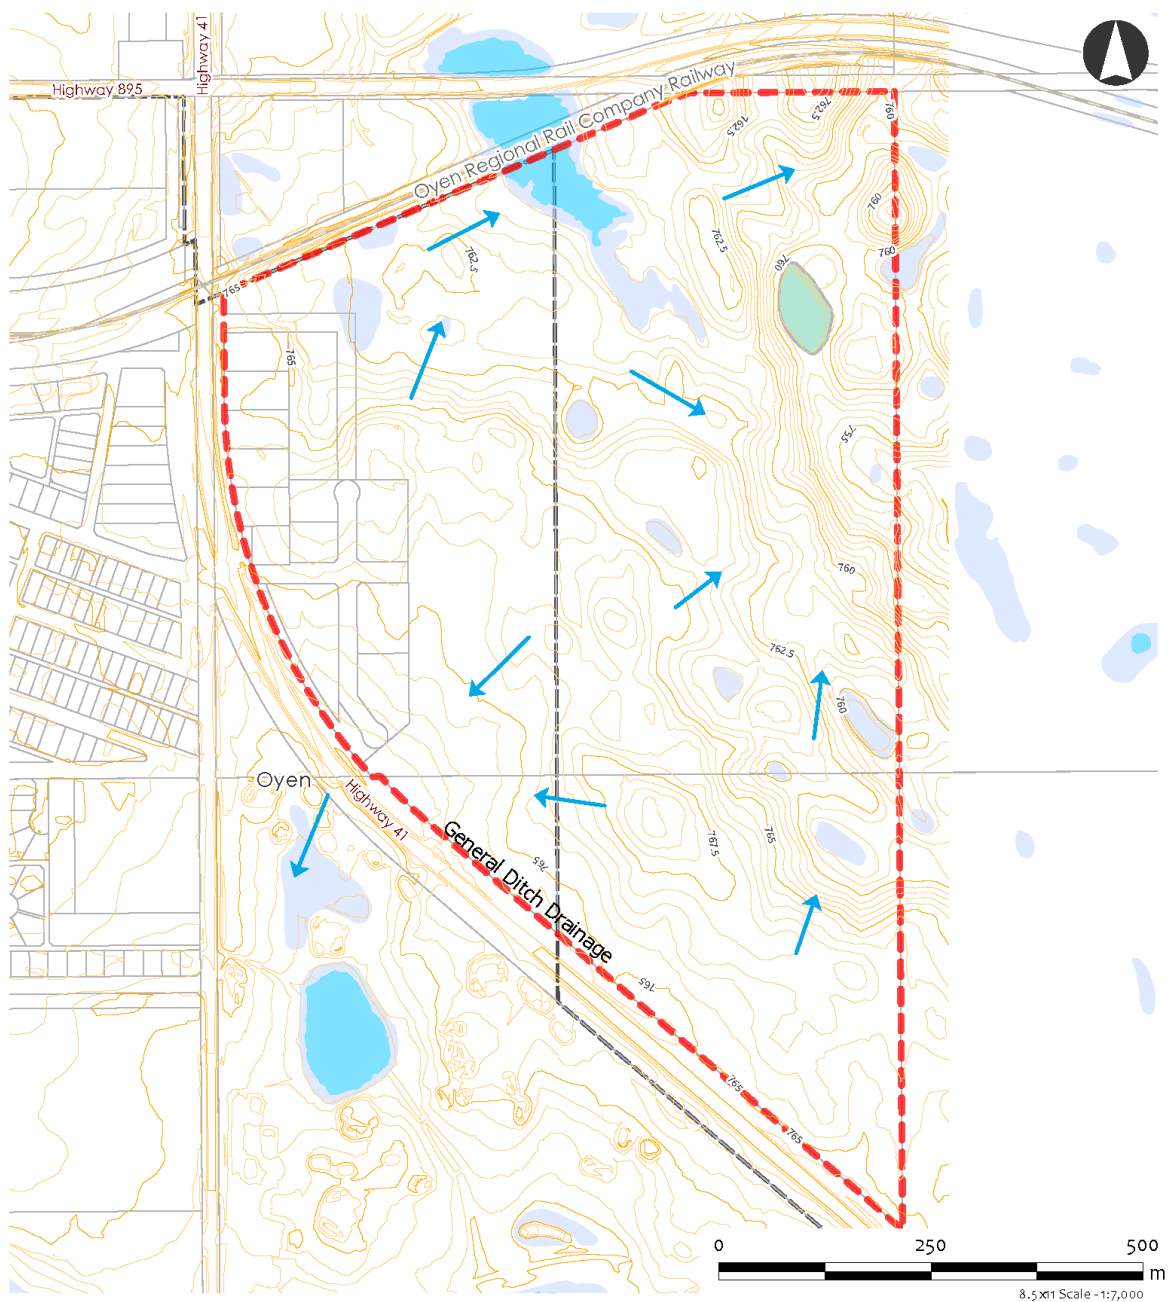 Highway 41
Highway 895
Oyen Regional Rail Company Railway
762.5
762.5
760
760
762.5
760
760
762.5
765
765
755
760
762.5
760
Oyen
Highway 41
General Ditch Drainage
765
767.5
765
765
765
765
0 250 500
m
8.5x11 Scale - 1:7,000